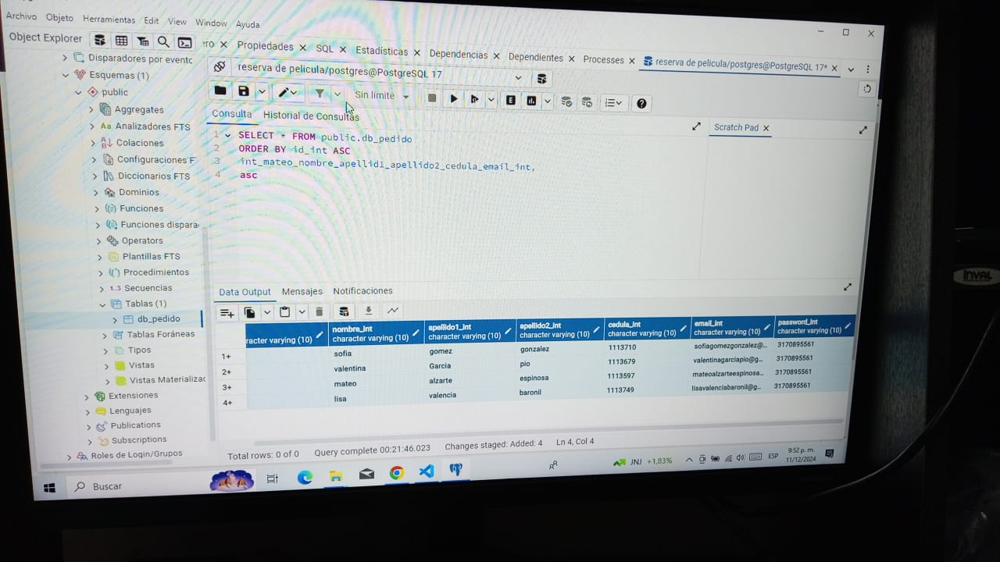 Archivo Objeto Herramientas Edit View Window Ayuda
Object Explorer
ro Propiedades SQL Estadísticas Dependencias Dependientes Processes reserva de pelicula/postgres@PostgreSQL 17*
Disparadores por evento
Esquemas (1)
public
Aggregates
Analizadores FTS
Colaciones
Configuraciones F
Diccionarios FTS
Dominios
Funciones
Funciones dispara
Operators
Plantillas FTS
Procedimientos
1..3 Secuencias
Tablas (1)
db_pedido
Tablas Foráneas
Tipos
Vistas
Vistas Materializac
Extensiones
Lenguajes
Publications
Subscriptions
Roles de Login/Grupos
reserva de pelicula/postgres@PostgreSQL 17
Sin limite
Consulta Historial de Consultas
Scratch Pad
1 SELECT * FROM public.db_pedido
2 ORDER BY id_int ASC
3 int_mateo_nombre_apellid1_apellido2_cedula_email_int,
4 asc
Data Output Mensajes Notificaciones
racter varying (10) nombre_int character varying (10) apellido1_int character varying (10) apellido2_int character varying (10) cedula_int character varying (10) email_int character varying (10) password_int character varying (10)
1+ sofia gomez gonzalez 1113710 sofiagomezgonzalez@... 3170895561
2+ valentina Garcia pio 1113679 valentinagarciapio@g... 3170895561
3+ mateo alzarte espinosa 1113597 mateoalzarteespinosa... 3170895561
4+ lisa valencia baronil 1113749 lisavalenciabaronil@g... 3170895561
Total rows: 0 of 0 Query complete 00:21:46.023 Changes staged: Added: 4 Ln 4, Col 4
Buscar
JNJ +1,83%
ESP
9:52 p. m.
11/12/2024
INVAL